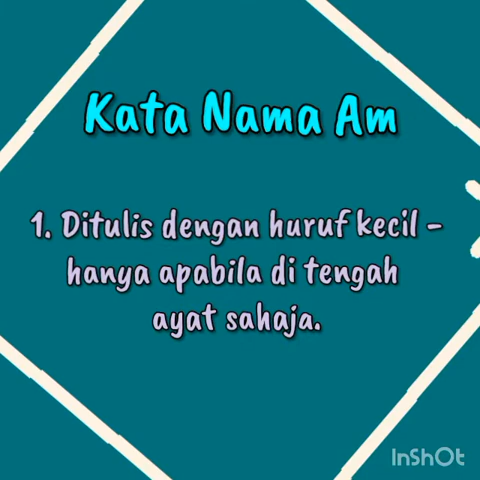 Kata Nama Am
1. Ditulis dengan huruf kecil -
hanya apabila di tengah
ayat sahaja.
InShOt